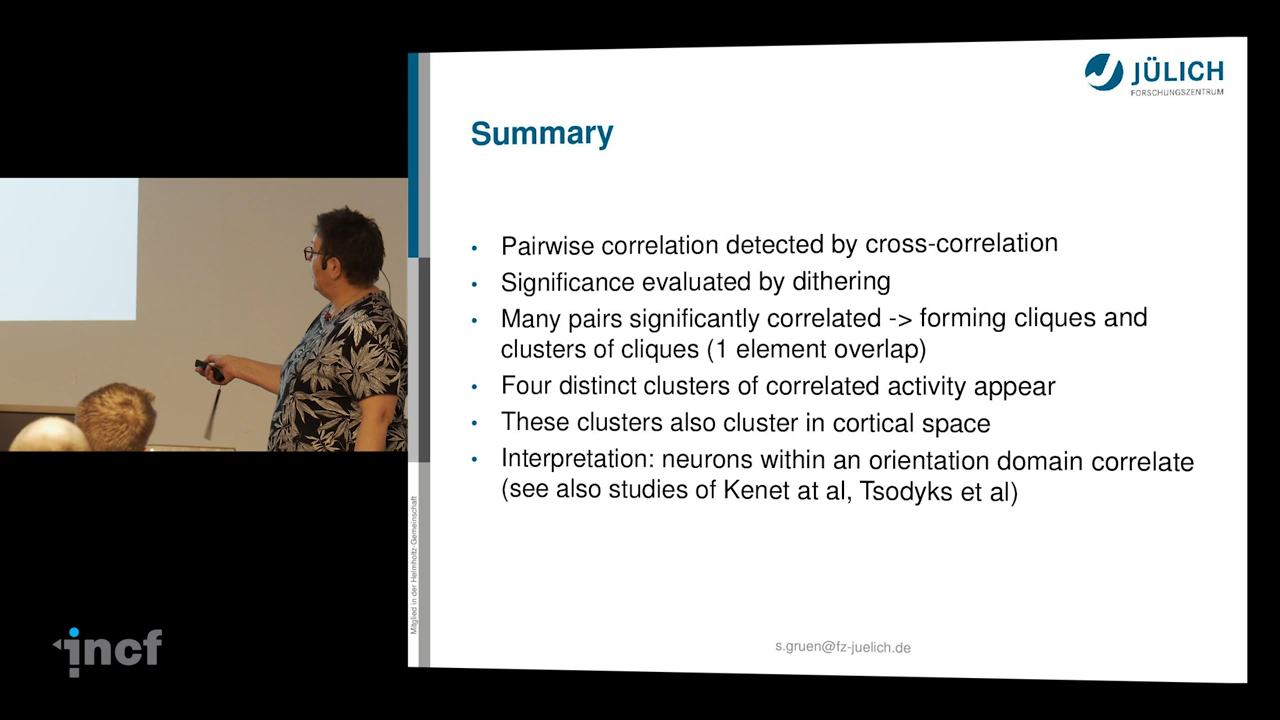 JÜLICH
FORSCHUNGSZENTRUM
Summary
• Pairwise correlation detected by cross-correlation
• Significance evaluated by dithering
• Many pairs significantly correlated -> forming cliques and
clusters of cliques (1 element overlap)
• Four distinct clusters of correlated activity appear
• These clusters also cluster in cortical space
• Interpretation: neurons within an orientation domain correlate
(see also studies of Kenet at al, Tsodyks et al)
Mitglied in der Helmholtz-Gemeinschaft
s.gruen@fz-juelich.de
incf